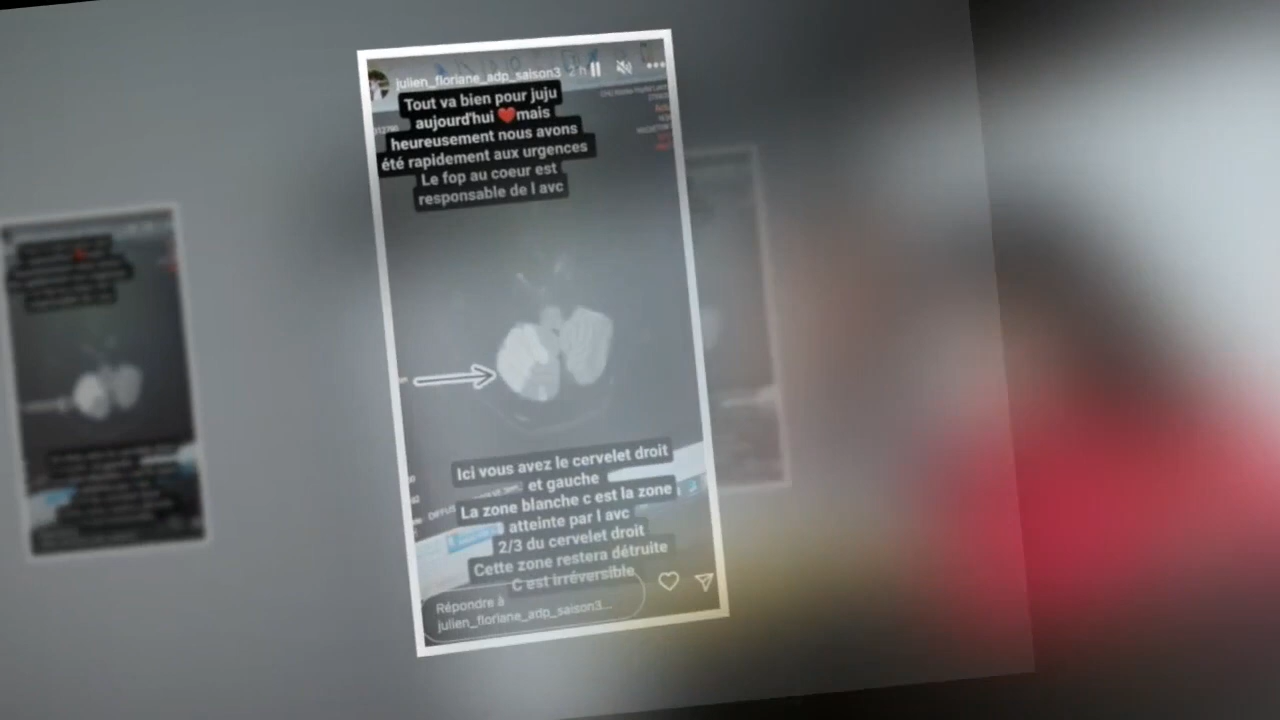 julien_floriane_adp_saison3 2 h
Tout va bien pour juju
aujourd'hui ❤️mais
heureusement nous avons
été rapidement aux urgences
Le fop au coeur est
responsable de l avc
Ici vous avez le cervelet droit
et gauche
La zone blanche c est la zone
atteinte par l avc
2/3 du cervelet droit
Cette zone restera détruite
C est irréversible
Répondre à
julien_floriane_adp_saison3...